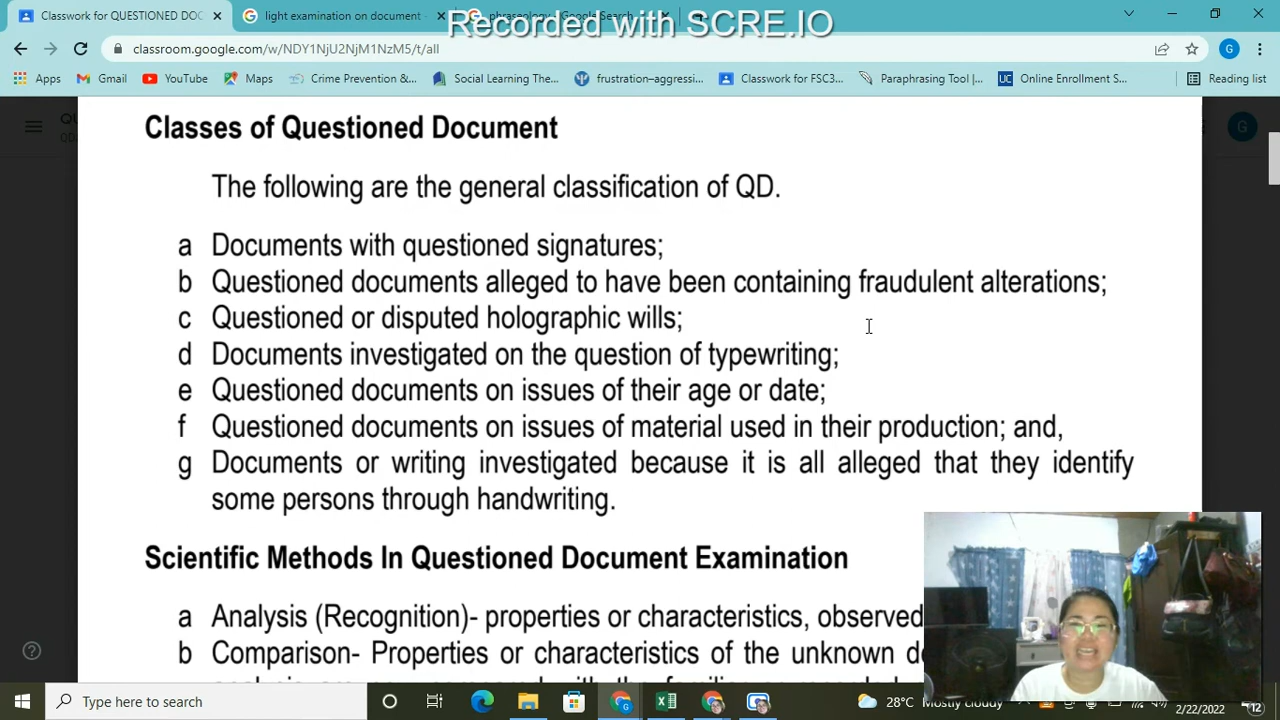 Classwork for QUESTIONED DOC
light examination on document -
phraseology - Google Search
Recorded with SCRE.IO
classroom.google.com/w/NDY1NjU2NjM1NzM5/t/all
G
Apps
Gmail
YouTube
Maps
Crime Prevention &...
Social Learning The...
frustration–aggressi...
Classwork for FSC3...
Paraphrasing Tool |...
UC
Online Enrollment S...
Reading list
G
Classes of Questioned Document
The following are the general classification of QD.
a Documents with questioned signatures;
b Questioned documents alleged to have been containing fraudulent alterations;
c Questioned or disputed holographic wills;
d Documents investigated on the question of typewriting;
e Questioned documents on issues of their age or date;
f Questioned documents on issues of material used in their production; and,
g Documents or writing investigated because it is all alleged that they identify
some persons through handwriting.
Scientific Methods In Questioned Document Examination
a Analysis (Recognition)- properties or characteristics, observed
b Comparison- Properties or characteristics of the unknown
Type here to search
28°C
Mostly cloudy
2/22/2022
12